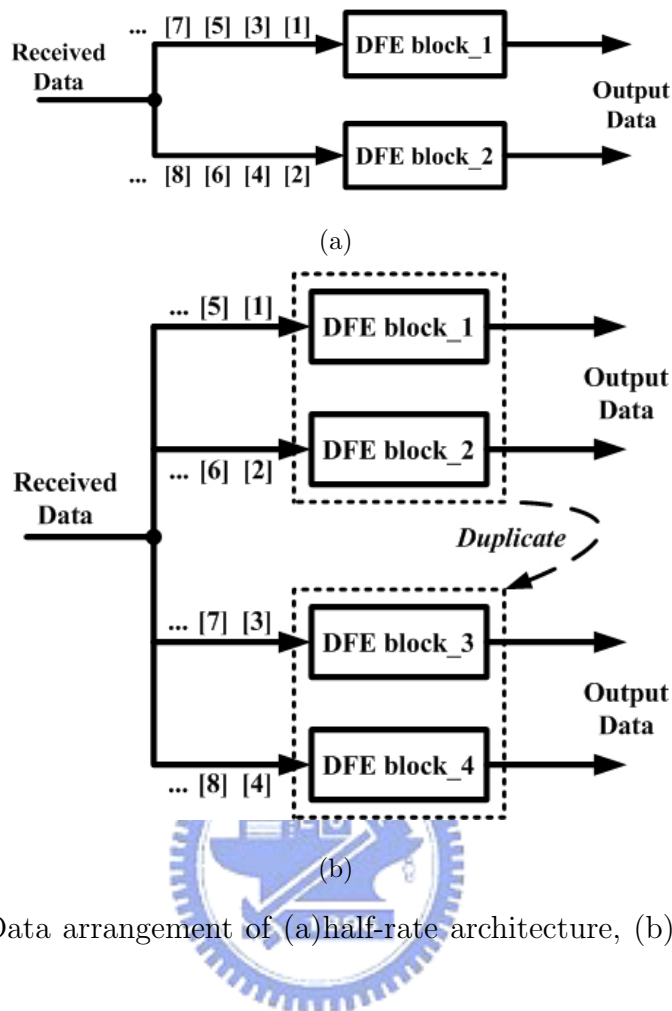 ... [7] [5] [3] [1]
Received
Data
DFE block_1
Output
Data
... [8] [6] [4] [2]
DFE block_2
(a)
... [5] [1]
DFE block_1
Output
Data
... [6] [2]
DFE block_2
Received
Data
Duplicate
... [7] [3]
DFE block_3
Output
Data
... [8] [4]
DFE block_4
(b)
Data arrangement of (a)half-rate architecture, (b)